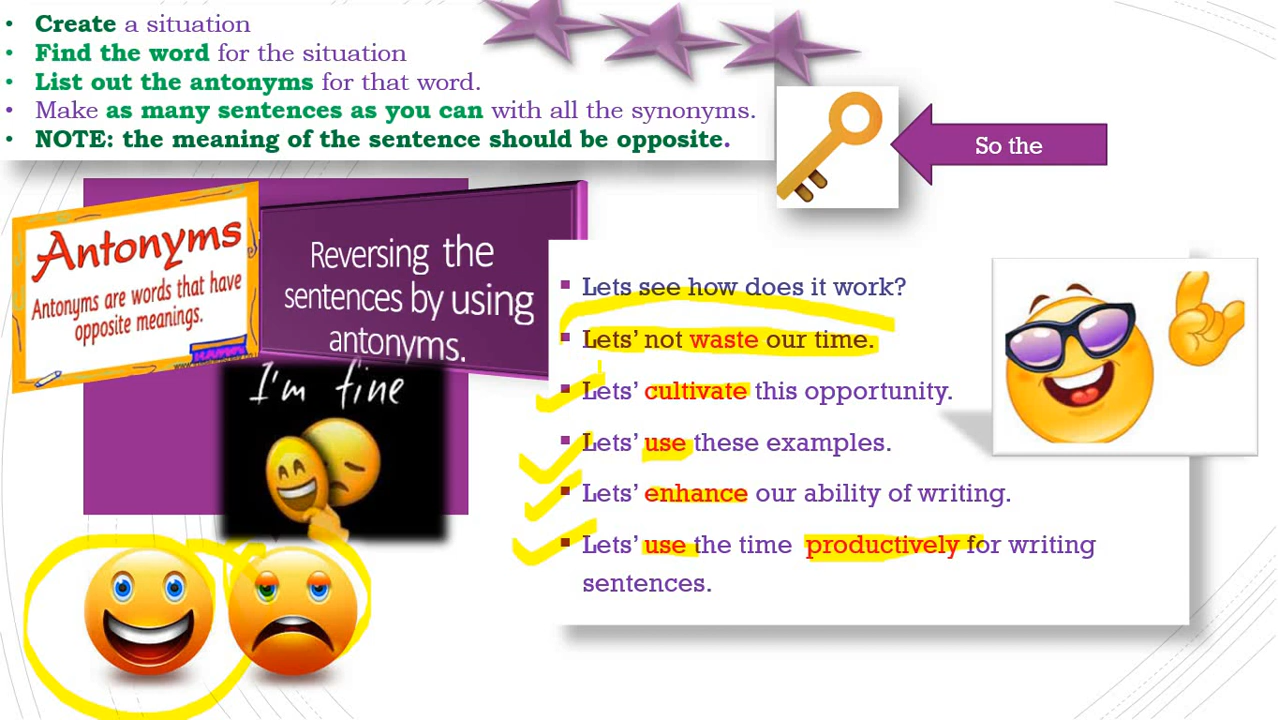 • Create a situation
• Find the word for the situation
• List out the antonyms for that word.
• Make as many sentences as you can with all the synonyms.
• NOTE: the meaning of the sentence should be opposite.
So the
Antonyms
Antonyms are words that have
opposite meanings.
Reversing the
sentences by using
antonyms.
I'm fine
▪ Lets see how does it work?
▪ Lets' not waste our time.
▪ Lets' cultivate this opportunity.
▪ Lets' use these examples.
▪ Lets' enhance our ability of writing.
▪ Lets' use the time productively for writing
sentences.